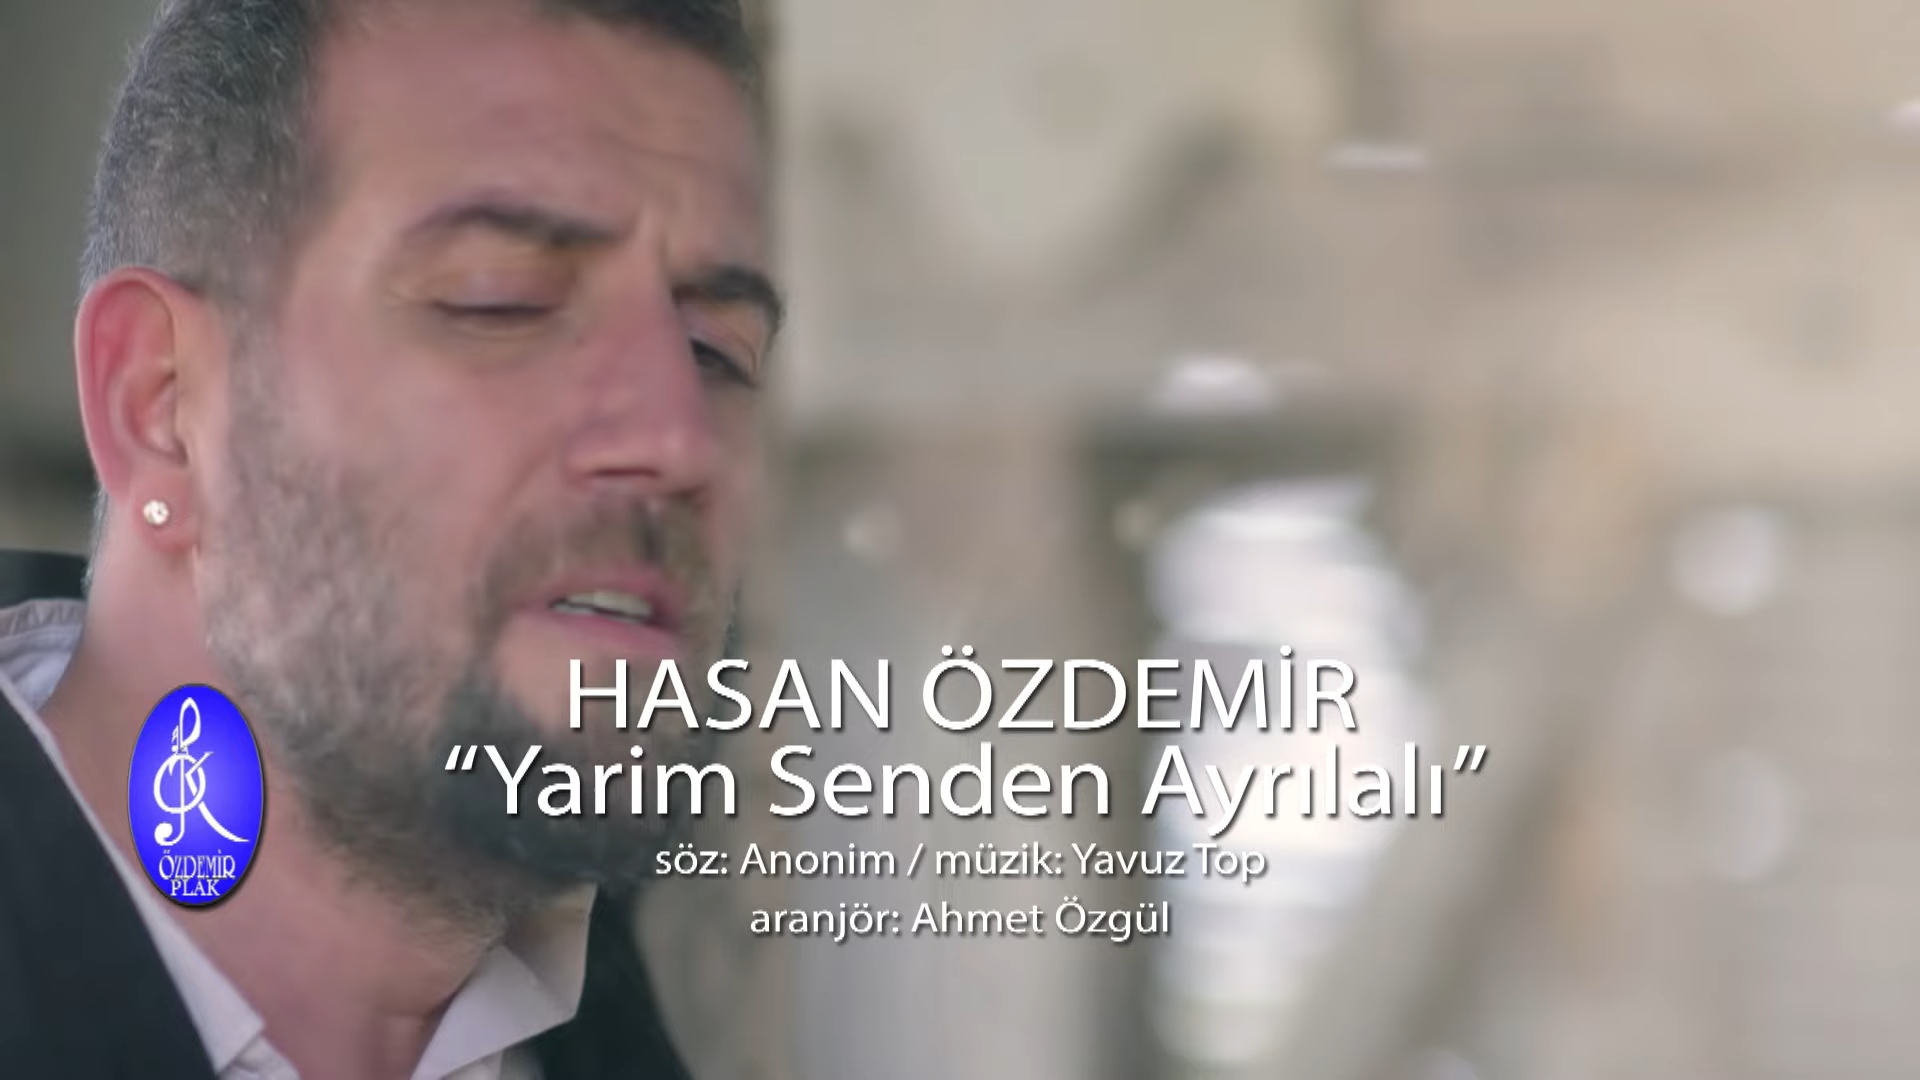 HASAN ÖZDEMİR
“Yarim Senden Ayrılalı”
söz: Anonim / müzik: Yavuz Top
aranjör: Ahmet Özgül
ÖZDEMİR
PLAK